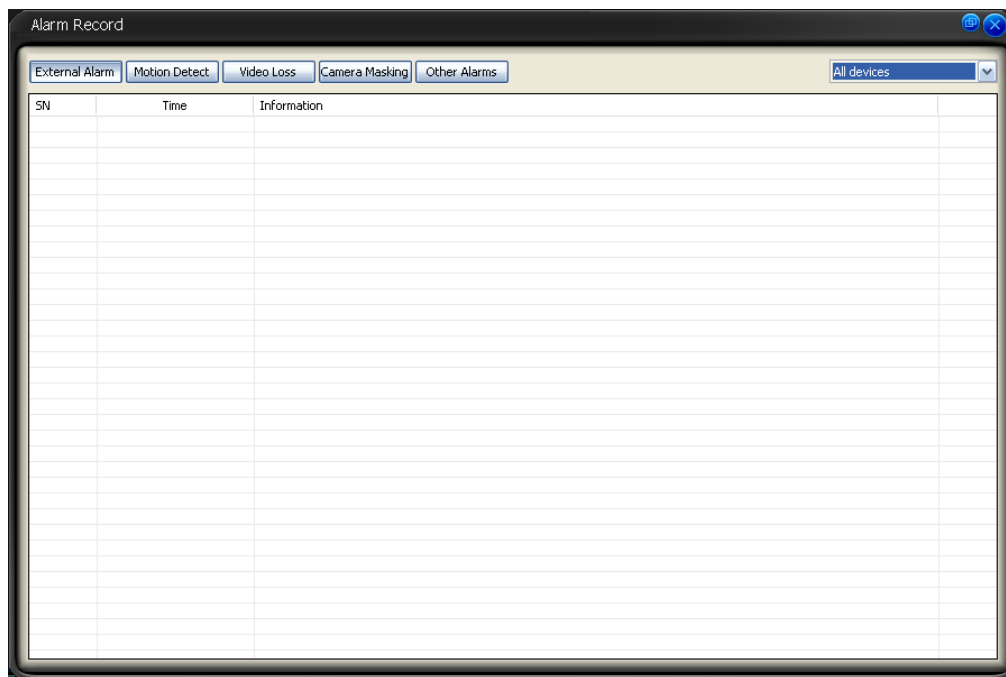 Alarm Record
External Alarm Motion Detect Video Loss Camera Masking Other Alarms All devices
SN Time Information